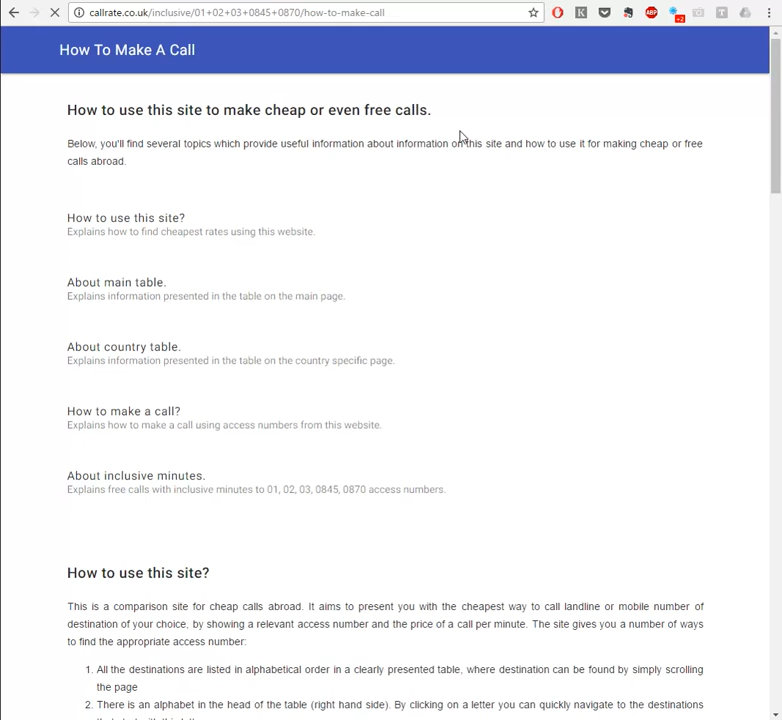 callrate.co.uk/inclusive/01+02+03+0845+0870/how-to-make-call
K
ABP
+2
T
How To Make A Call
How to use this site to make cheap or even free calls.
Below, you'll find several topics which provide useful information about information on this site and how to use it for making cheap or free
calls abroad.
How to use this site?
Explains how to find cheapest rates using this website.
About main table.
Explains information presented in the table on the main page.
About country table.
Explains information presented in the table on the country specific page.
How to make a call?
Explains how to make a call using access numbers from this website.
About inclusive minutes.
Explains free calls with inclusive minutes to 01, 02, 03, 0845, 0870 access numbers.
How to use this site?
This is a comparison site for cheap calls abroad. It aims to present you with the cheapest way to call landline or mobile number of
destination of your choice, by showing a relevant access number and the price of a call per minute. The site gives you a number of ways
to find the appropriate access number:
1. All the destinations are listed in alphabetical order in a clearly presented table, where destination can be found by simply scrolling
the page
2. There is an alphabet in the head of the table (right hand side). By clicking on a letter you can quickly navigate to the destinations